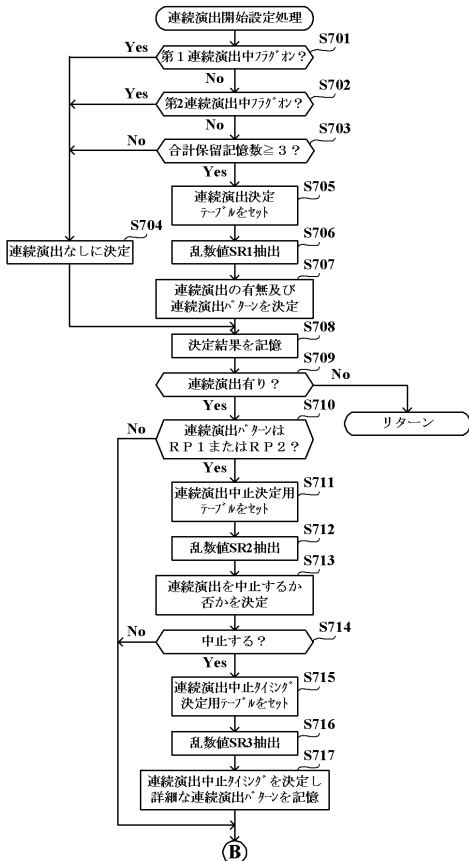 連続演出開始設定処理
S701
Yes
第１連続演出中ﾌﾗｸﾞｵﾝ?
No
S702
Yes
第2連続演出中ﾌﾗｸﾞｵﾝ?
No
S703
No
合計保留記憶数≧３？
Yes
S705
連続演出決定
ﾃｰﾌﾞﾙをｾｯﾄ
S704
連続演出なしに決定
S706
乱数値SR1抽出
S707
連続演出の有無及び
連続演出ﾊﾟﾀｰﾝを決定
S708
決定結果を記憶
S709
連続演出有り？
No
Yes
リターン
S710
No
連続演出ﾊﾟﾀｰﾝは
ＲＰ１またはＲＰ２？
Yes
S711
連続演出中止決定用
ﾃｰﾌﾞﾙをｾｯﾄ
S712
乱数値SR2抽出
S713
連続演出を中止するか
否かを決定
S714
No
中止する？
Yes
S715
連続演出中止ﾀｲﾐﾝｸﾞ
決定用ﾃｰﾌﾞﾙをｾｯﾄ
S716
乱数値SR3抽出
S717
連続演出中止ﾀｲﾐﾝｸﾞを決定し
詳細な連続演出ﾊﾟﾀｰﾝを記憶
B